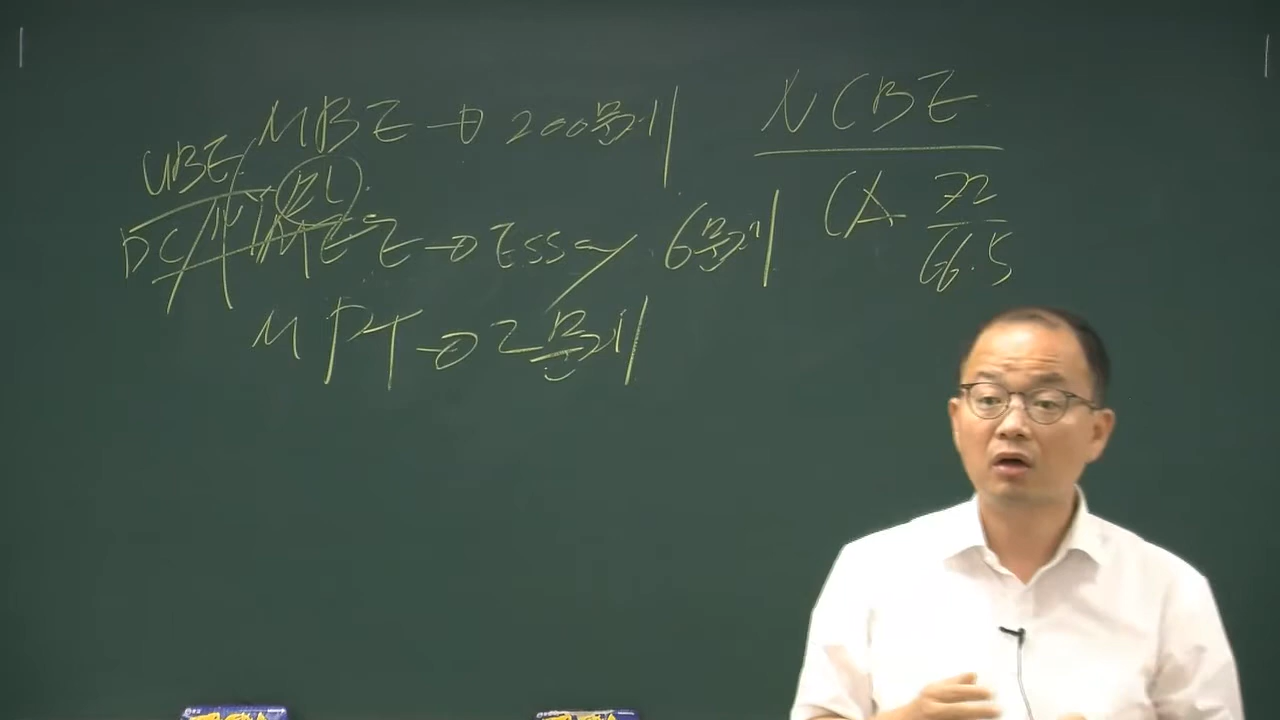 MBE → 200문제
UBE
DC/
MEE → Essay 6문제
MPT → 2문제
NCBE
CA 72
66.5